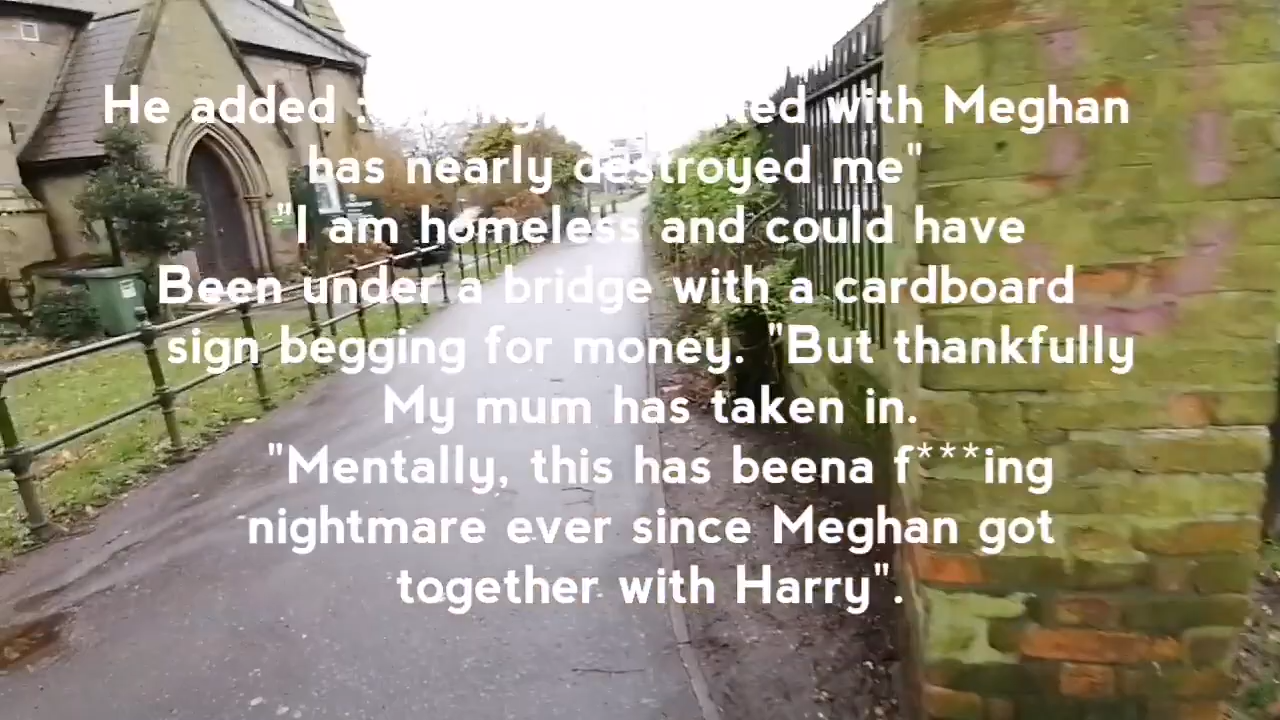 He added : with Meghan
has nearly destroyed me"
"I am homeless and could have
Been under a bridge with a cardboard
sign begging for money. "But thankfully
My mum has taken in.
"Mentally, this has beena f***ing
nightmare ever since Meghan got
together with Harry".